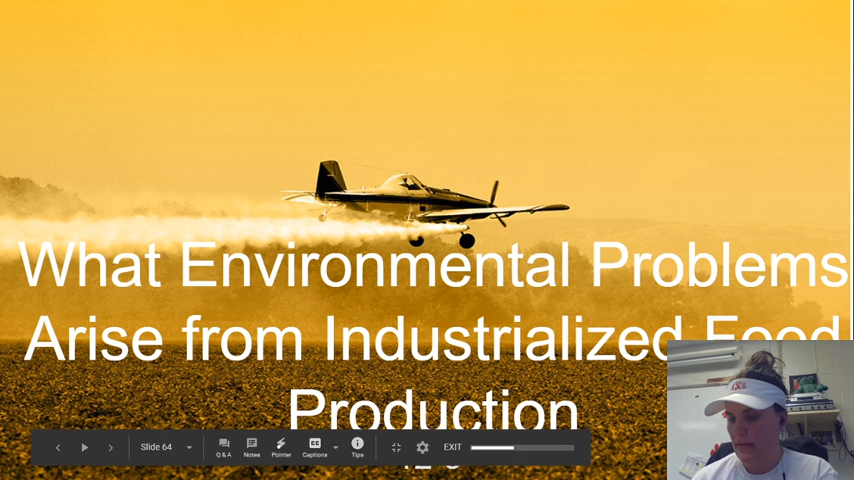 What Environmental Problems
Arise from Industrialized Food
Production
Slide 64
Q & A
Notes
Pointer
Captions
Tips
EXIT